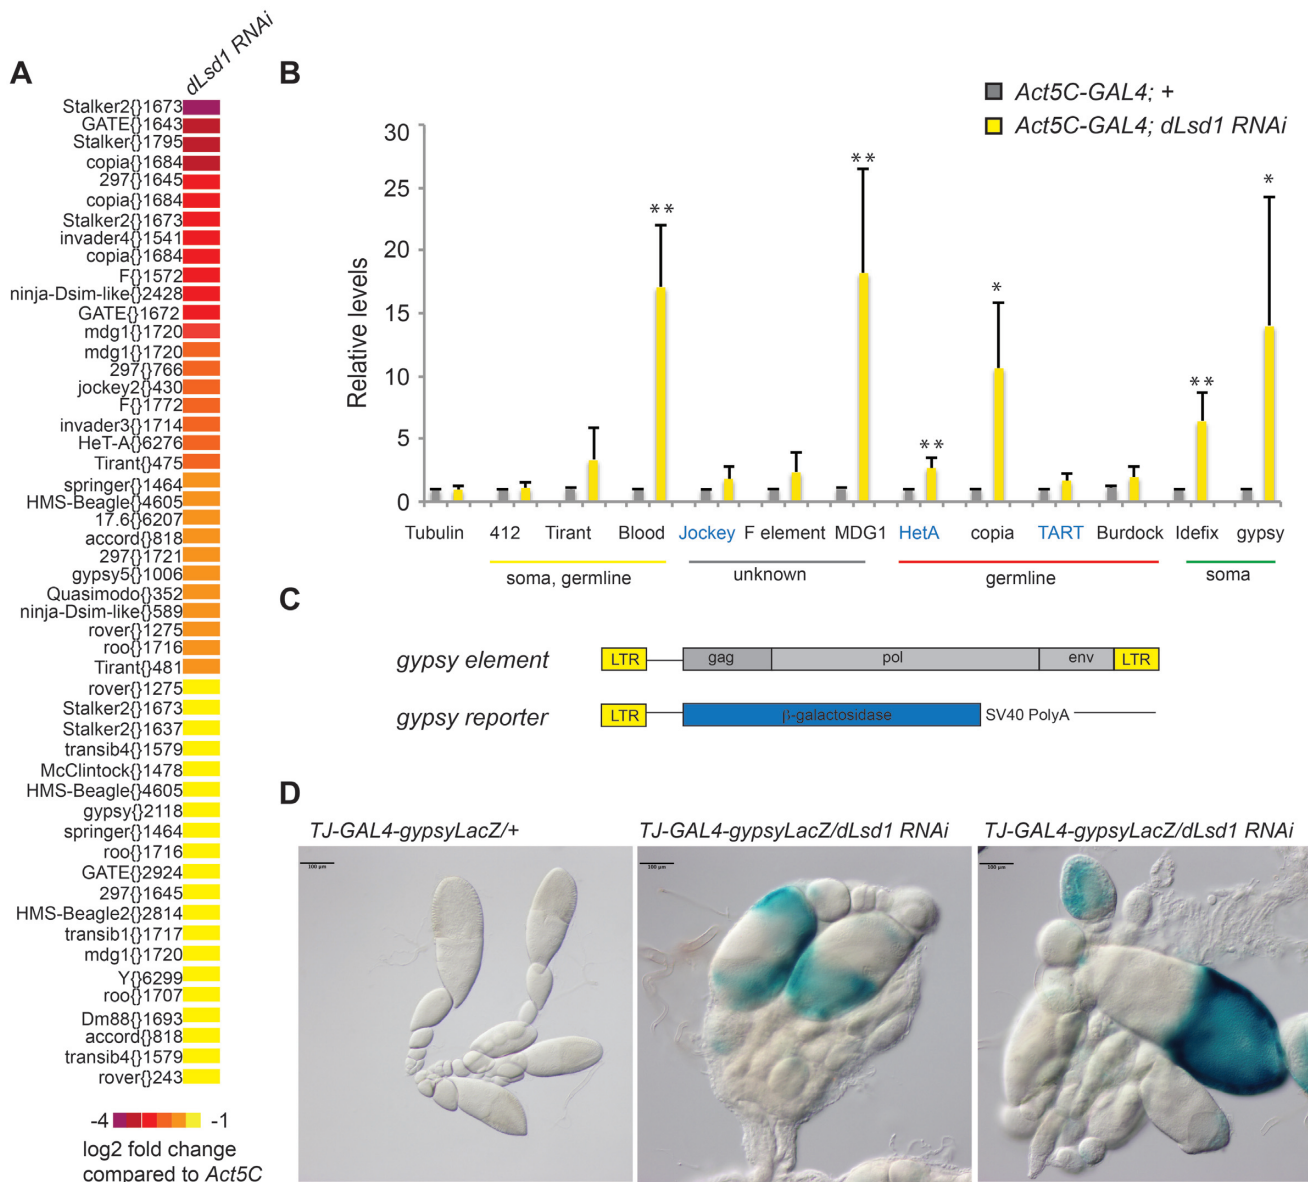 A
dLsd1 RNAi
Stalker2{}1673
GATE{}1643
Stalker{}1795
copia{}1684
297{}1645
copia{}1684
Stalker2{}1673
invader4{}1541
copia{}1684
F{}1572
ninja-Dsim-like{}2428
GATE{}1672
mdg1{}1720
mdg1{}1720
297{}766
jockey2{}430
F{}1772
invader3{}1714
HeT-A{}6276
Tirant{}475
springer{}1464
HMS-Beagle{}4605
17.6{}6207
accord{}818
297{}1721
gypsy5{}1006
Quasimodo{}352
ninja-Dsim-like{}589
rover{}1275
roo{}1716
Tirant{}481
rover{}1275
Stalker2{}1673
Stalker2{}1637
transib4{}1579
McClintock{}1478
HMS-Beagle{}4605
gypsy{}2118
springer{}1464
roo{}1716
GATE{}2924
297{}1645
HMS-Beagle2{}2814
transib1{}1717
mdg1{}1720
Y{}6299
roo{}1707
Dm88{}1693
accord{}818
transib4{}1579
rover{}243
-4 -1
log2 fold change
compared to Act5C
B
Act5C-GAL4; +
Act5C-GAL4; dLsd1 RNAi
Relative levels
30
25
20
15
10
5
0
** ** ** * ** *
Tubulin 412 Tirant Blood Jockey F element MDG1 HetA copia TART Burdock Idefix gypsy
soma, germline unknown germline soma
C
gypsy element LTR gag pol env LTR
gypsy reporter LTR β-galactosidase SV40 PolyA
D
TJ-GAL4-gypsyLacZ/+ TJ-GAL4-gypsyLacZ/dLsd1 RNAi TJ-GAL4-gypsyLacZ/dLsd1 RNAi
100 µm 100 µm 100 µm